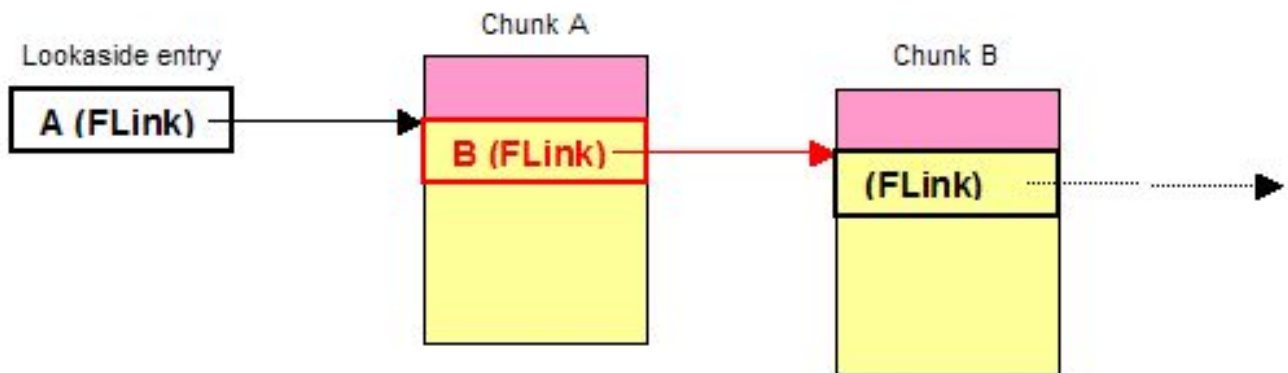 Chunk A
Lookaside entry
Chunk B
A (FLink)
B (FLink)
(FLink)